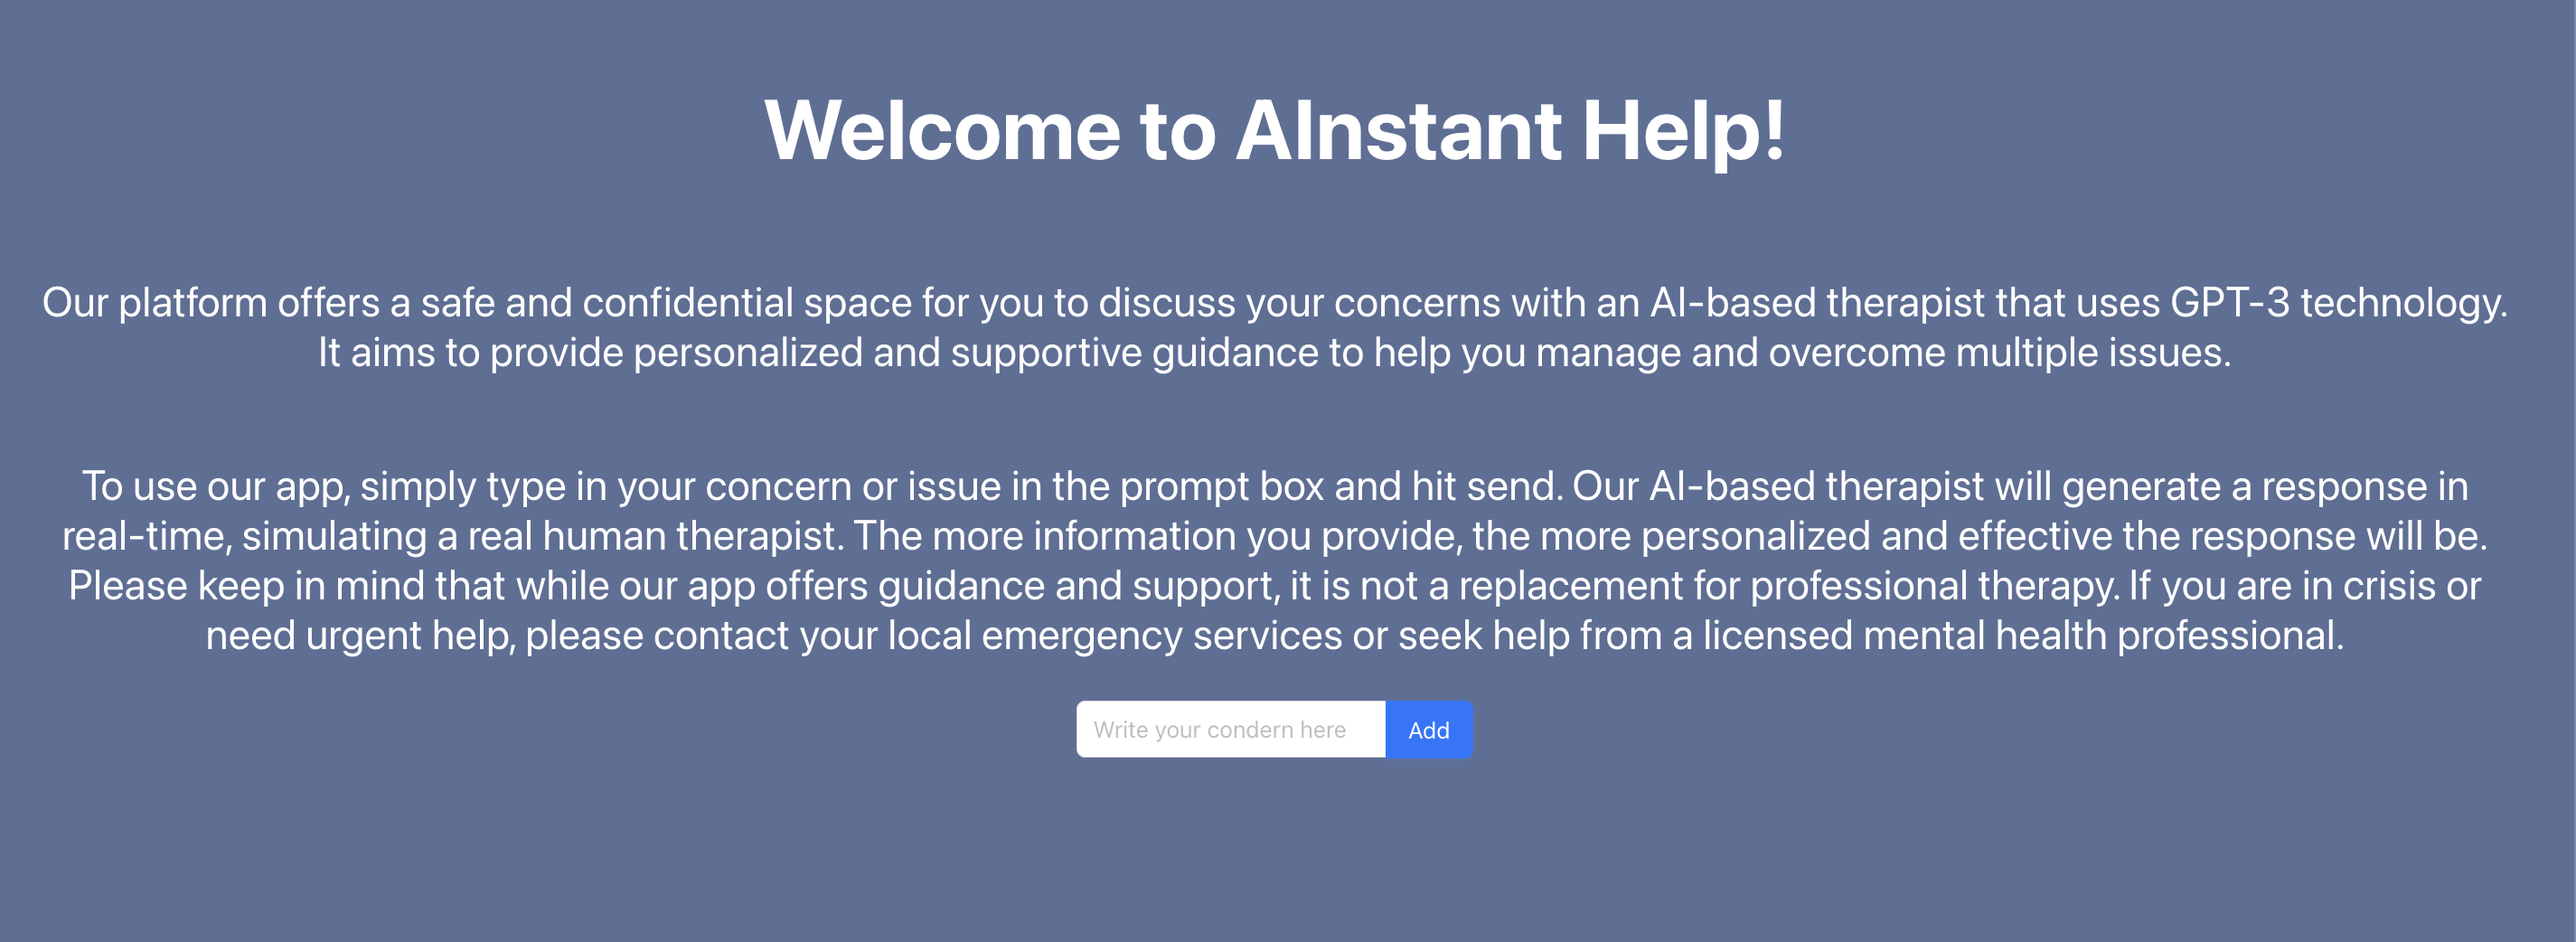 Welcome to AInstant Help!
Our platform offers a safe and confidential space for you to discuss your concerns with an AI-based therapist that uses GPT-3 technology.
It aims to provide personalized and supportive guidance to help you manage and overcome multiple issues.
To use our app, simply type in your concern or issue in the prompt box and hit send. Our AI-based therapist will generate a response in
real-time, simulating a real human therapist. The more information you provide, the more personalized and effective the response will be.
Please keep in mind that while our app offers guidance and support, it is not a replacement for professional therapy. If you are in crisis or
need urgent help, please contact your local emergency services or seek help from a licensed mental health professional.
Write your condern here Add